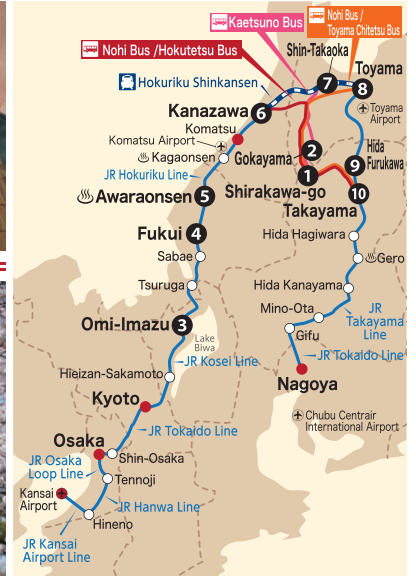 Kaetsuno Bus
Nohi Bus /
Toyama Chitetsu Bus
Nohi Bus /Hokutetsu Bus
Shin-Takaoka
Toyama
Hokuriku Shinkansen
7
8
Kanazawa
6
Toyama
Airport
Komatsu
Komatsu Airport
Kagaonsen
Gokayama
2
Hida
Furukawa
9
JR Hokuriku Line
1
Shirakawa-go
10
Takayama
Awaraonsen
5
Fukui
4
Hida Hagiwara
Sabae
Gero
Tsuruga
Hida Kanayama
Omi-Imazu
3
Mino-Ota
JR
Takayama
Line
Gifu
Lake
Biwa
JR Kosei Line
JR Tokaido Line
Hieizan-Sakamoto
Nagoya
Kyoto
Chubu Centrair
International Airport
JR Tokaido Line
Osaka
JR Osaka
Loop Line
Shin-Osaka
Tennoji
Kansai
Airport
JR Hanwa Line
Hineno
JR Kansai
Airport Line